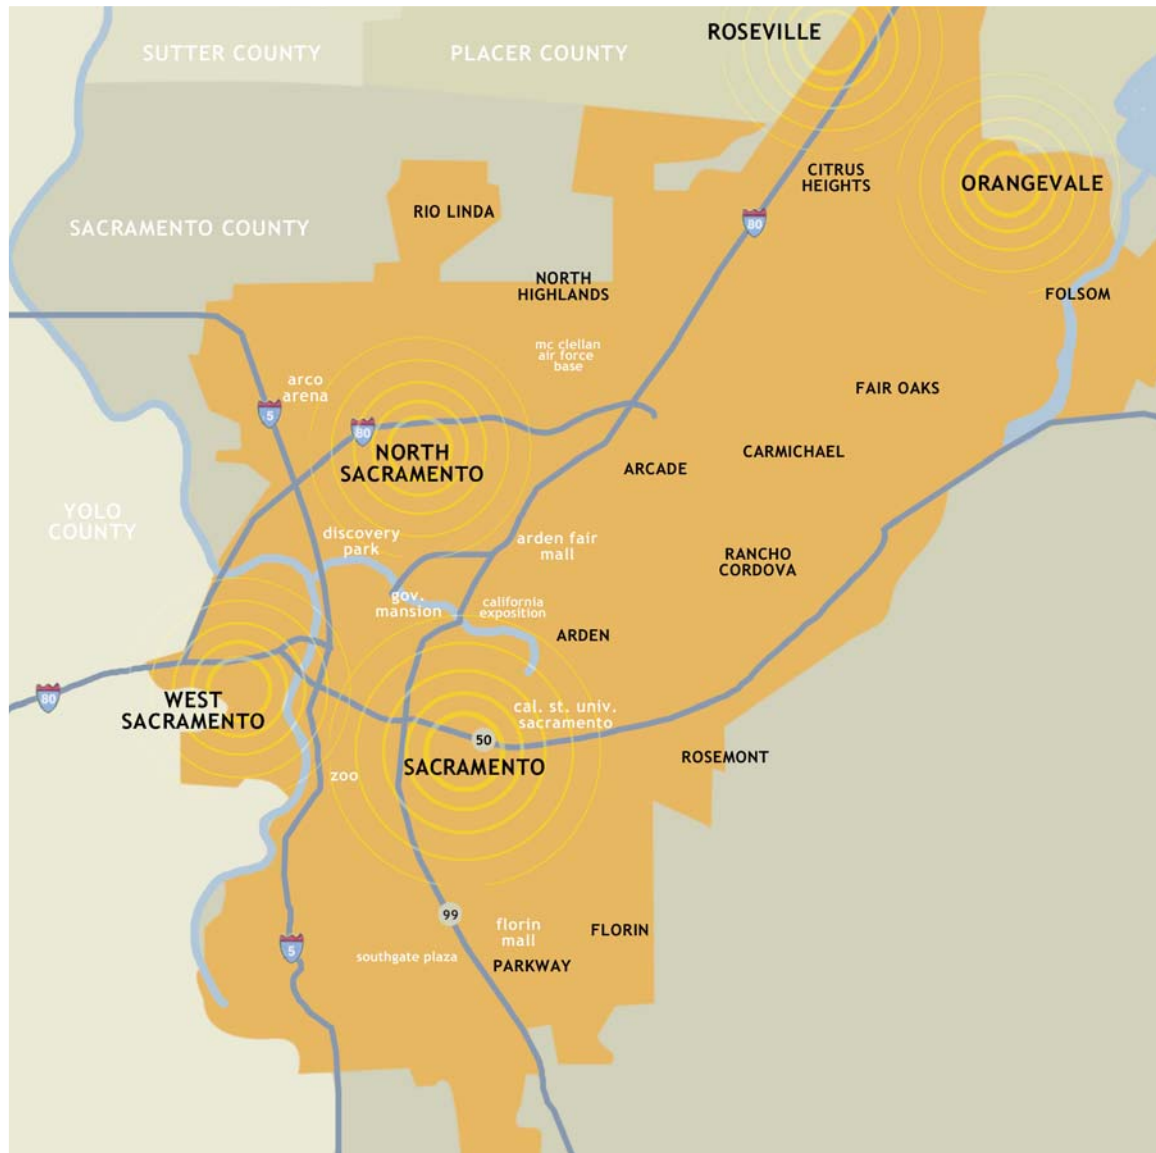 ROSEVILLE
SUTTER COUNTY
PLACER COUNTY
CITRUS
HEIGHTS
ORANGEVALE
RIO LINDA
SACRAMENTO COUNTY
80
NORTH
HIGHLANDS
FOLSOM
mc clellan
air force
base
arco
arena
FAIR OAKS
5
80
NORTH
SACRAMENTO
CARMICHAEL
ARCADE
YOLO
COUNTY
discovery
park
arden fair
mall
RANCHO
CORDOVA
gov.
mansion
california
exposition
ARDEN
80
WEST
SACRAMENTO
cal. st. univ.
sacramento
50
SACRAMENTO
ROSEMONT
zoo
99
florin
mall
FLORIN
5
southgate plaza
PARKWAY